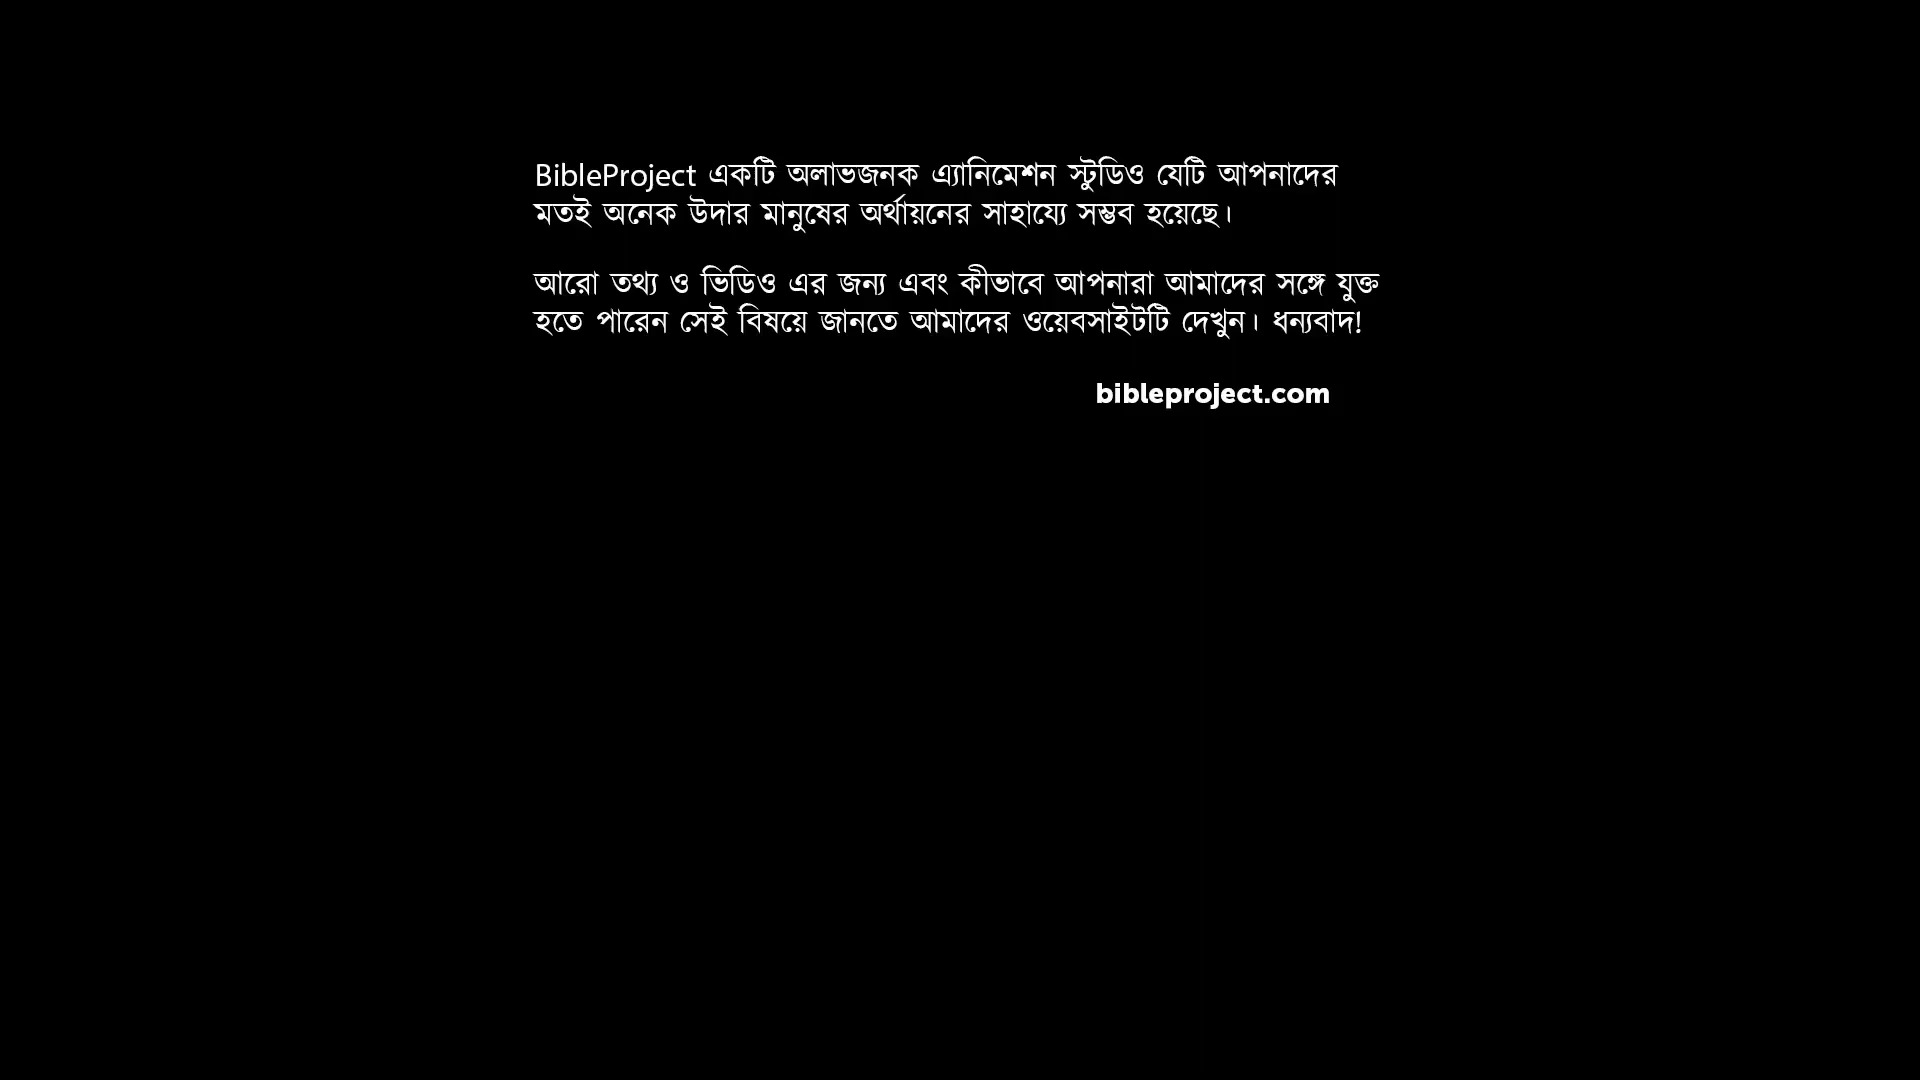 BibleProject একটি অলাভজনক এ্যানিমেশন স্টুডিও যেটি আপনাদের
মতই অনেক উদার মানুষের অর্থায়নের সাহায্যে সম্ভব হয়েছে।
আরো তথ্য ও ভিডিও এর জন্য এবং কীভাবে আপনারা আমাদের সঙ্গে যুক্ত
হতে পারেন সেই বিষয়ে জানতে আমাদের ওয়েবসাইটটি দেখুন। ধন্যবাদ!
bibleproject.com